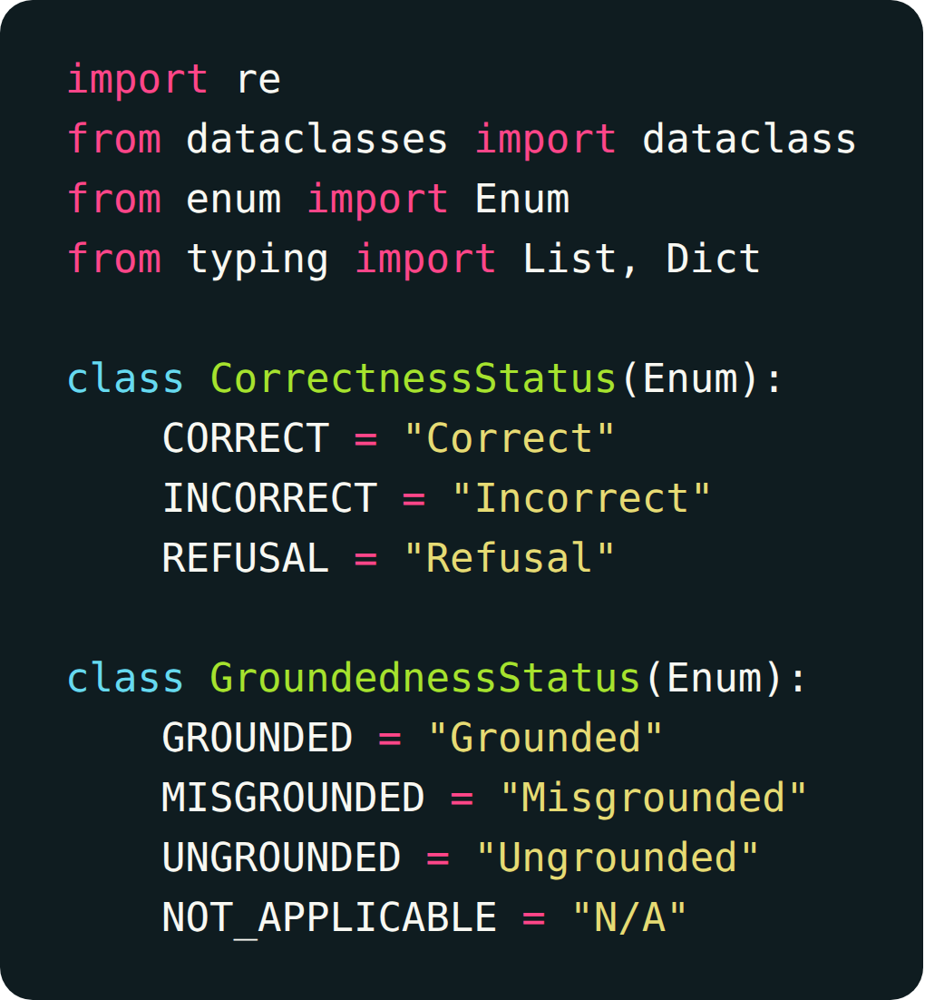 import re
from dataclasses import dataclass
from enum import Enum
from typing import List, Dict

class CorrectnessStatus(Enum):
    CORRECT = "Correct"
    INCORRECT = "Incorrect"
    REFUSAL = "Refusal"

class GroundednessStatus(Enum):
    GROUNDED = "Grounded"
    MISGROUNDED = "Misgrounded"
    UNGROUNDED = "Ungrounded"
    NOT_APPLICABLE = "N/A"